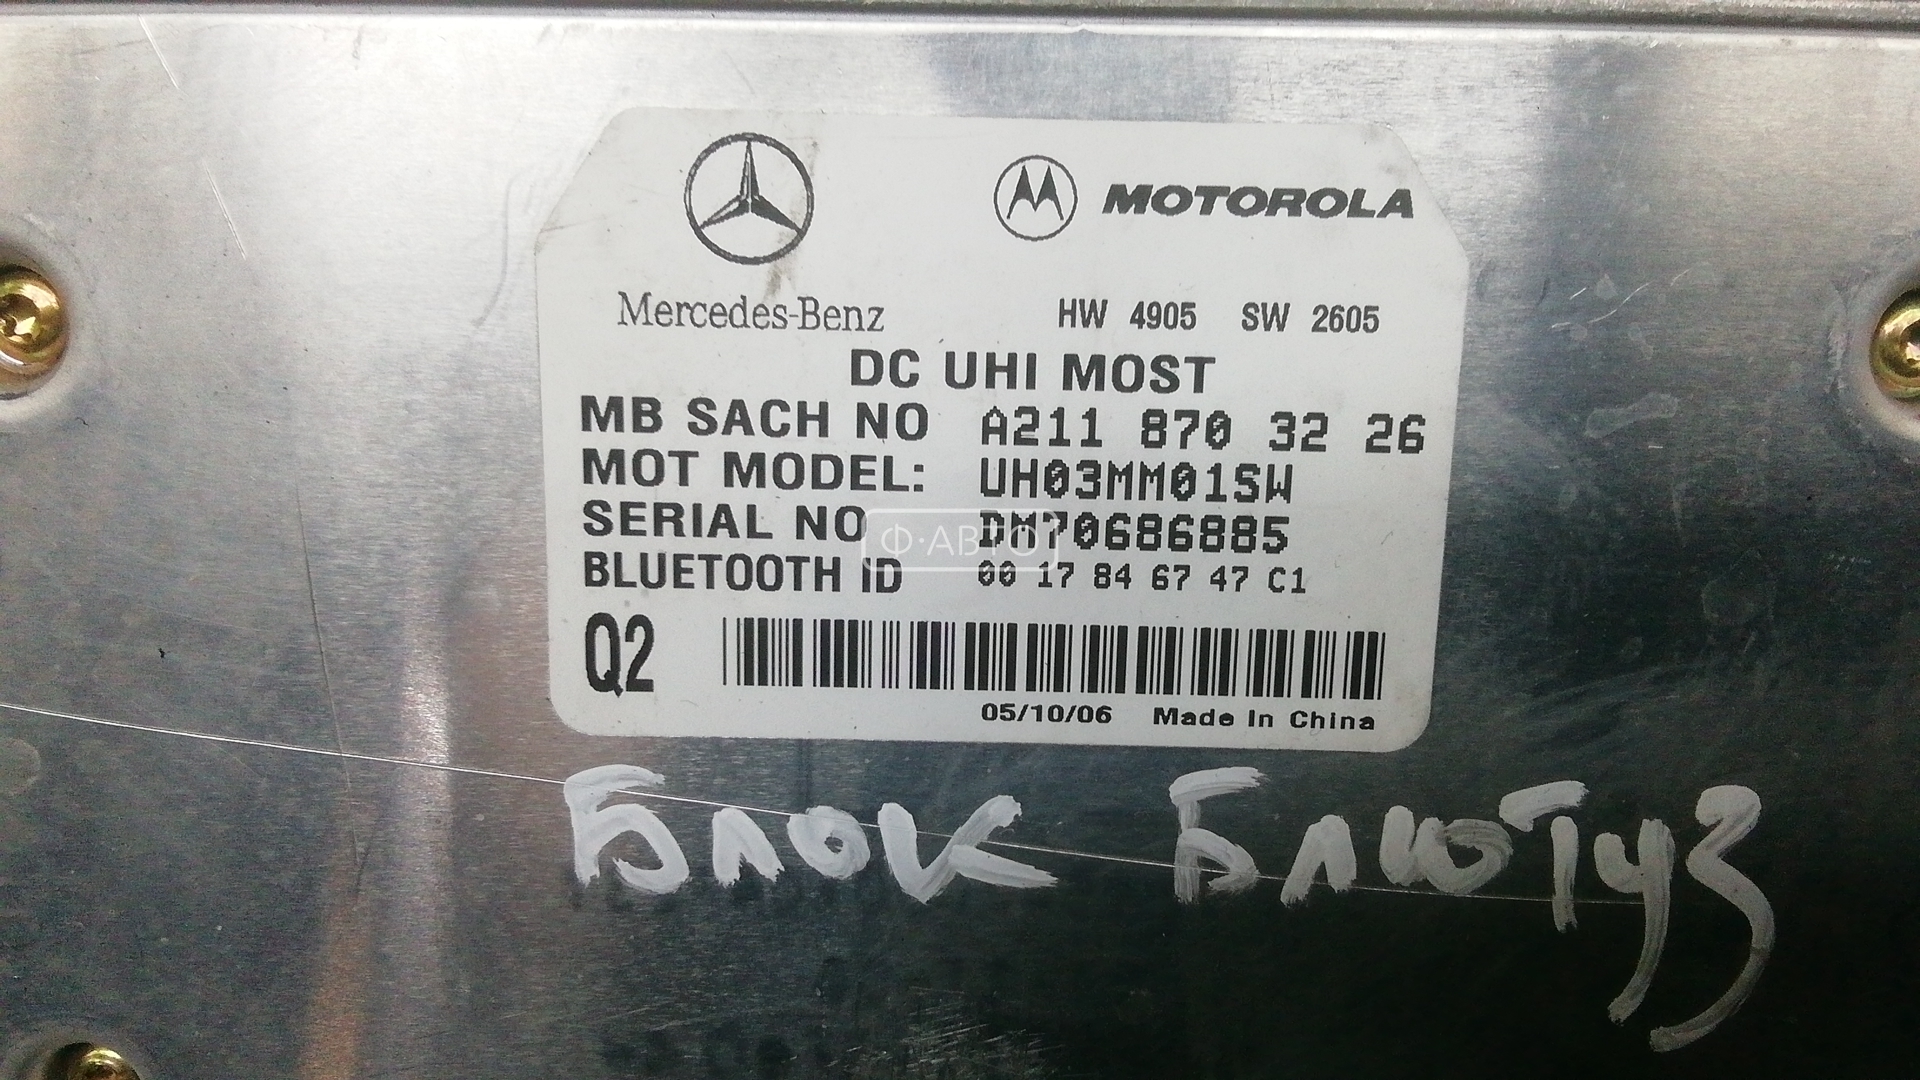 MOTOROLA
Mercedes-Benz HW 4905 SW 2605
DC UHI MOST
MB SACH NO A211 870 32 26
MOT MODEL: UH03MM01SW
SERIAL NO DM70686885
Ф·АВТО
BLUETOOTH ID 00 17 84 67 47 C1
Q2
05/10/06 Made In China
Блок Блютуз